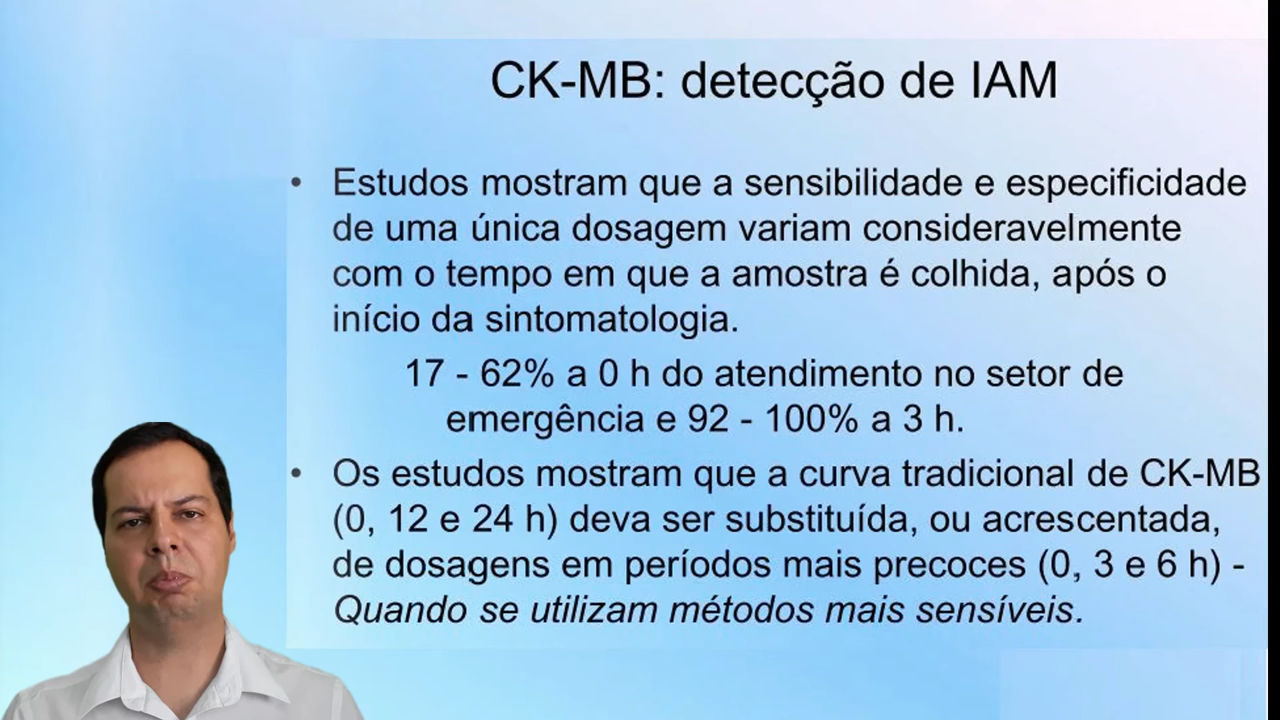 CK-MB: detecção de IAM
• Estudos mostram que a sensibilidade e especificidade
de uma única dosagem variam consideravelmente
com o tempo em que a amostra é colhida, após o
início da sintomatologia.
17 - 62% a 0 h do atendimento no setor de
emergência e 92 - 100% a 3 h.
• Os estudos mostram que a curva tradicional de CK-MB
(0, 12 e 24 h) deva ser substituída, ou acrescentada,
de dosagens em períodos mais precoces (0, 3 e 6 h) -
Quando se utilizam métodos mais sensíveis.